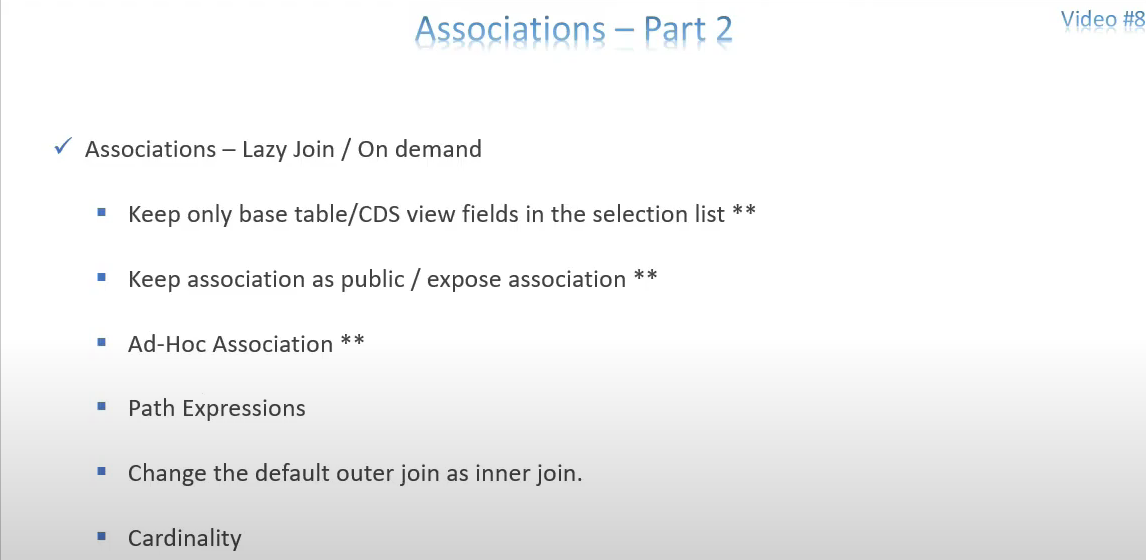 Associations – Part 2
Video #8
✓ Associations – Lazy Join / On demand
▪ Keep only base table/CDS view fields in the selection list **
▪ Keep association as public / expose association **
▪ Ad-Hoc Association **
▪ Path Expressions
▪ Change the default outer join as inner join.
▪ Cardinality